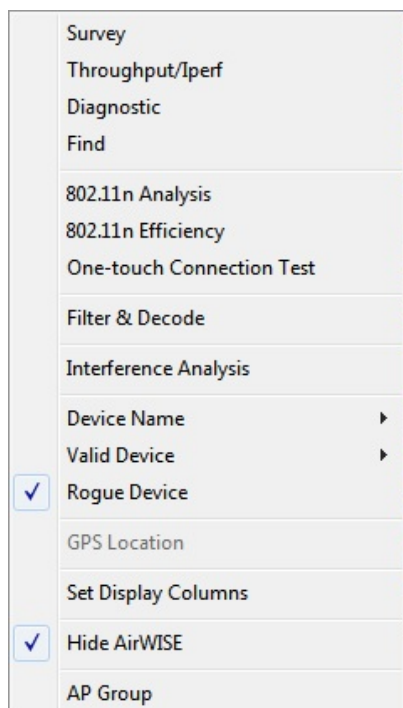 Survey
Throughput/Iperf
Diagnostic
Find
802.11n Analysis
802.11n Efficiency
One-touch Connection Test
Filter & Decode
Interference Analysis
Device Name
Valid Device
Rogue Device
GPS Location
Set Display Columns
Hide AirWISE
AP Group